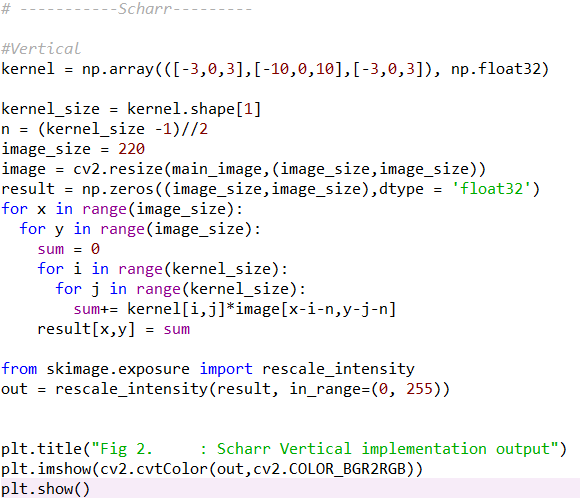 # -----------Scharr---------
#Vertical
kernel = np.array(([-3,0,3],[-10,0,10],[-3,0,3]), np.float32)
kernel_size = kernel.shape[1]
n = (kernel_size -1)//2
image_size = 220
image = cv2.resize(main_image,(image_size,image_size))
result = np.zeros((image_size,image_size),dtype = 'float32')
for x in range(image_size):
  for y in range(image_size):
    sum = 0
    for i in range(kernel_size):
      for j in range(kernel_size):
        sum+= kernel[i,j]*image[x-i-n,y-j-n]
    result[x,y] = sum
from skimage.exposure import rescale_intensity
out = rescale_intensity(result, in_range=(0, 255))
plt.title("Fig 2.     : Scharr Vertical implementation output")
plt.imshow(cv2.cvtColor(out,cv2.COLOR_BGR2RGB))
plt.show()